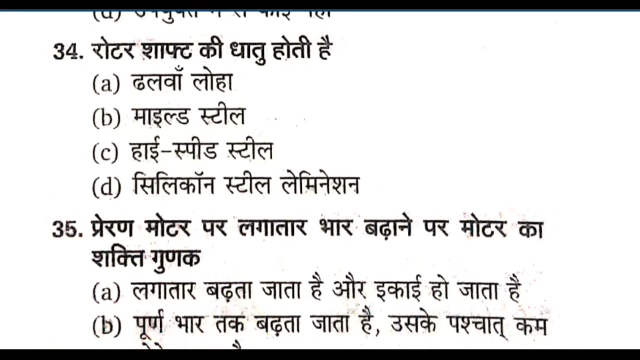 34. रोटर शाफ्ट की धातु होती है
(a) ढलवाँ लोहा
(b) माइल्ड स्टील
(c) हाई-स्पीड स्टील
(d) सिलिकॉन स्टील लेमिनेशन
35. प्रेरण मोटर पर लगातार भार बढ़ाने पर मोटर का
शक्ति गुणक
(a) लगातार बढ़ता जाता है और इकाई हो जाता है
(b) पूर्ण भार तक बढ़ता जाता है, उसके पश्चात् कम